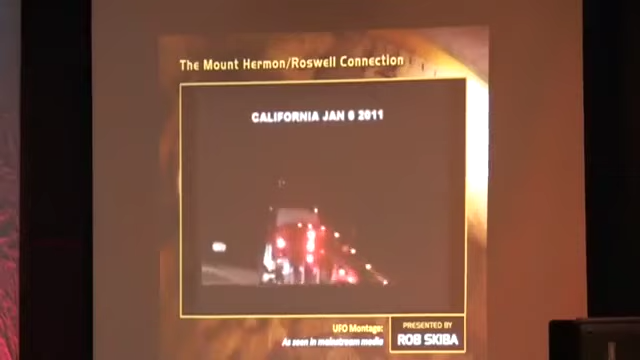 The Mount Hermon/Roswell Connection
CALIFORNIA JAN 6 2011
UFO Montage:
As seen in mainstream media
PRESENTED BY
ROB SKIBA